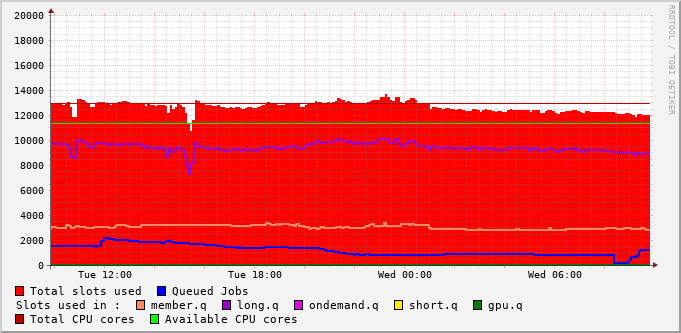 20000
18000
16000
14000
12000
10000
8000
6000
4000
2000
0
Tue 12:00 Tue 18:00 Wed 00:00 Wed 06:00
RRDTOOL / TOBI OETIKER
Total slots used Queued Jobs
Slots used in : member.q long.q ondemand.q short.q gpu.q
Total CPU cores Available CPU cores